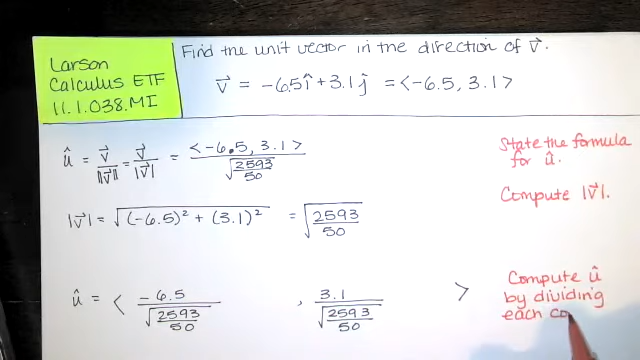 Larson
Calculus ETF
11.1.038.MI
Find the unit vector in the direction of v⃗.
v⃗ = -6.5î + 3.1ĵ = <-6.5, 3.1>
û = v⃗/||v⃗|| = v⃗/|v⃗| = <-6.5, 3.1> / √(2593/50)
State the formula
for û.
|v⃗| = √((-6.5)² + (3.1)²) = √(2593/50)
Compute |v⃗|.
û = < -6.5/√(2593/50) , 3.1/√(2593/50) >
Compute û
by dividing
each co